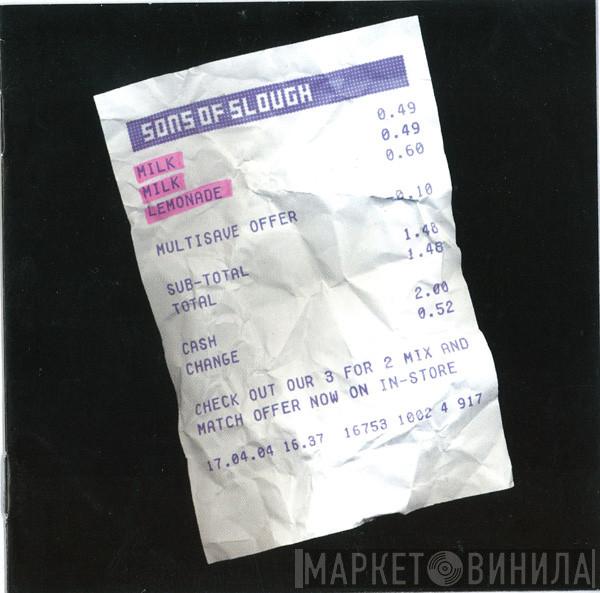 SONS OF SLOUGH
MILK 0.49
MILK 0.49
LEMONADE 0.60
MULTISAVE OFFER -0.10
SUB-TOTAL 1.48
TOTAL 1.48
CASH 2.00
CHANGE 0.52
CHECK OUT OUR 3 FOR 2 MIX AND
MATCH OFFER NOW ON IN-STORE
17.04.04 16.37 16753 1002 4 917
МАРКЕТ ВИНИЛА